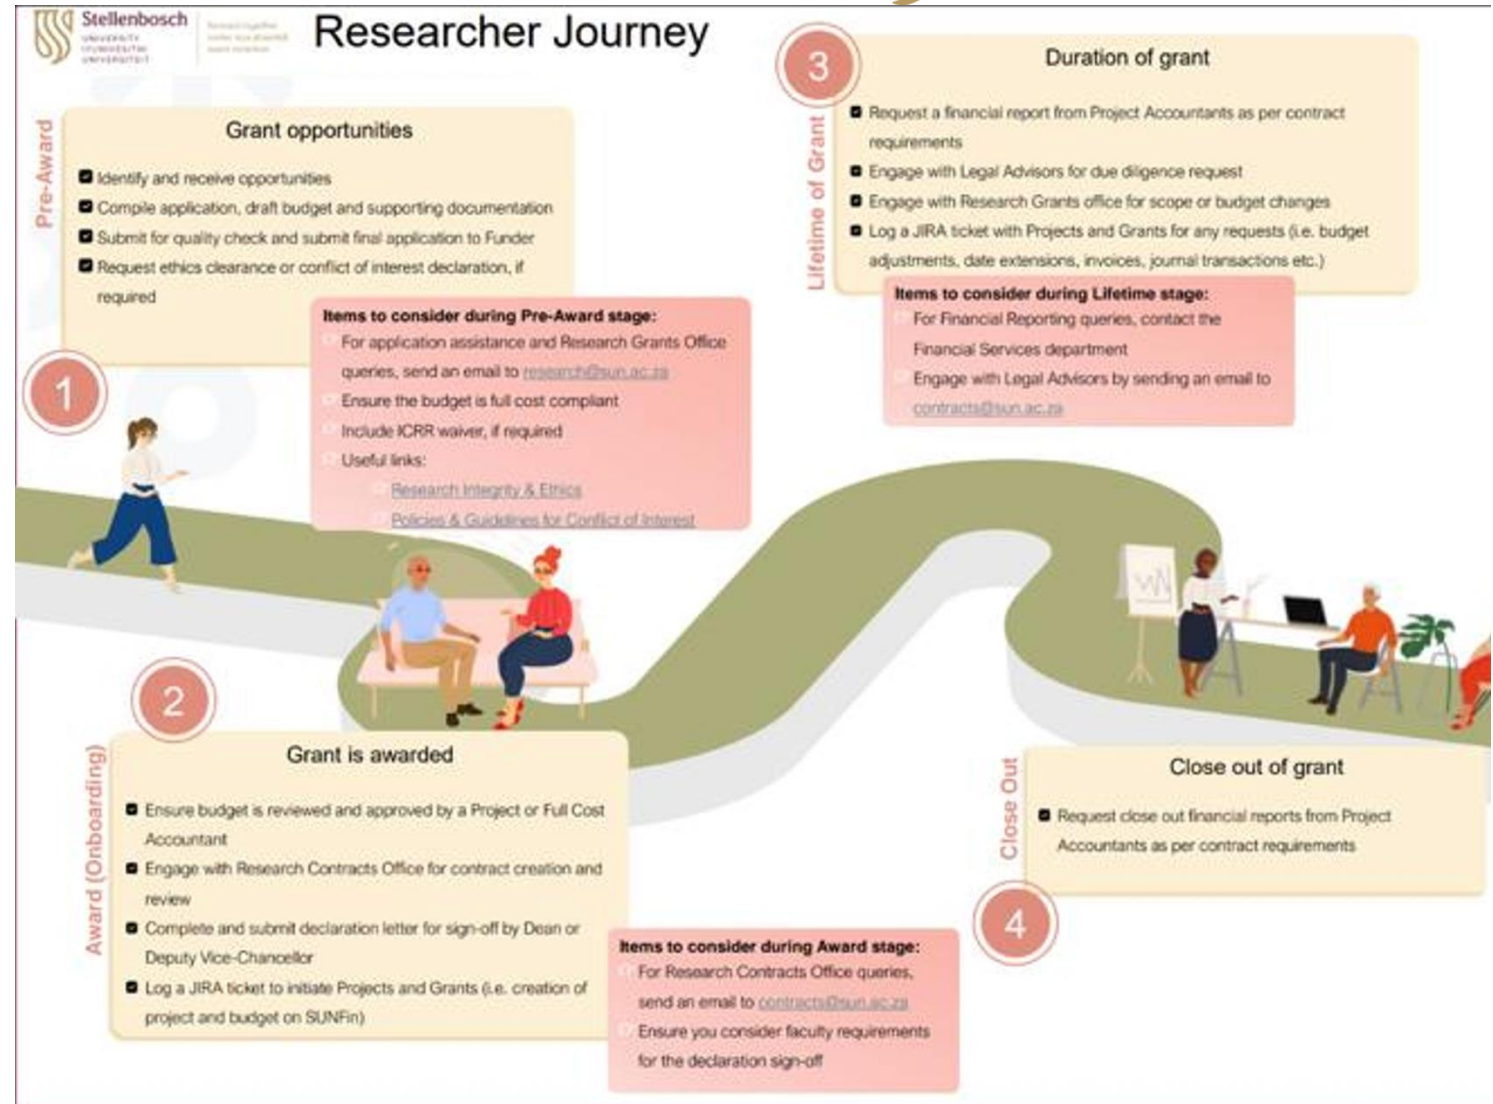 Stellenbosch
UNIVERSITY
IYUNIVESITHI
UNIVERSITEIT
Researcher Journey
Pre-Award
Grant opportunities
Identify and receive opportunities
Compile application, draft budget and supporting documentation
Submit for quality check and submit final application to Funder
Request ethics clearance or conflict of interest declaration, if
required
1
Items to consider during Pre-Award stage:
For application assistance and Research Grants Office
queries, send an email to research@sun.ac.za
Ensure the budget is full cost compliant
Include ICRR waiver, if required
Useful links:
Research Integrity & Ethics
Policies & Guidelines for Conflict of Interest
2
Award (Onboarding)
Grant is awarded
Ensure budget is reviewed and approved by a Project or Full Cost
Accountant
Engage with Research Contracts Office for contract creation and
review
Complete and submit declaration letter for sign-off by Dean or
Deputy Vice-Chancellor
Log a JIRA ticket to initiate Projects and Grants (i.e. creation of
project and budget on SUNFin)
Items to consider during Award stage:
For Research Contracts Office queries,
send an email to contracts@sun.ac.za
Ensure you consider faculty requirements
for the declaration sign-off
3
Lifetime of Grant
Duration of grant
Request a financial report from Project Accountants as per contract
requirements
Engage with Legal Advisors for due diligence request
Engage with Research Grants office for scope or budget changes
Log a JIRA ticket with Projects and Grants for any requests (i.e. budget
adjustments, date extensions, invoices, journal transactions etc.)
Items to consider during Lifetime stage:
For Financial Reporting queries, contact the
Financial Services department
Engage with Legal Advisors by sending an email to
contracts@sun.ac.za
Close Out
Close out of grant
Request close out financial reports from Project
Accountants as per contract requirements
4